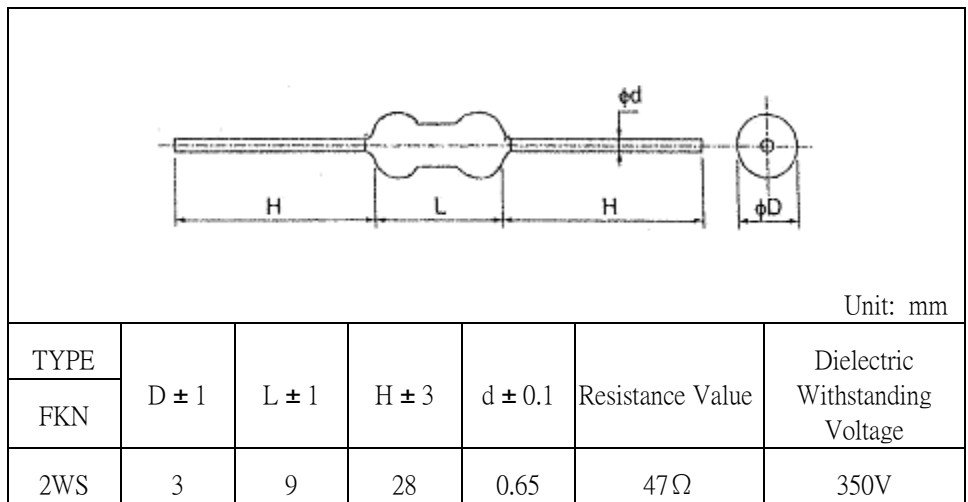 ϕd
H
L
H
ϕD
Unit: mm
TYPE
FKN
D ± 1
L ± 1
H ± 3
d ± 0.1
Resistance Value
Dielectric
Withstanding
Voltage
2WS
3
9
28
0.65
47Ω
350V